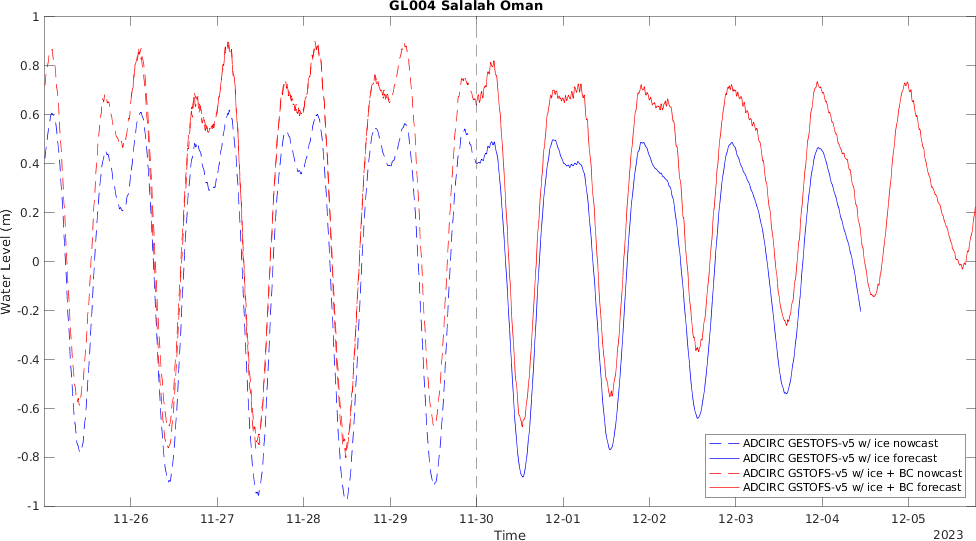 GL004 Salalah Oman
1
0.8
0.6
0.4
0.2
0
-0.2
-0.4
-0.6
-0.8
-1
Water Level (m)
11-26 11-27 11-28 11-29 11-30 12-01 12-02 12-03 12-04 12-05
Time
2023
ADCIRC GESTOFS-v5 w/ ice nowcast
ADCIRC GESTOFS-v5 w/ ice forecast
ADCIRC GSTOFS-v5 w/ ice + BC nowcast
ADCIRC GSTOFS-v5 w/ ice + BC forecast